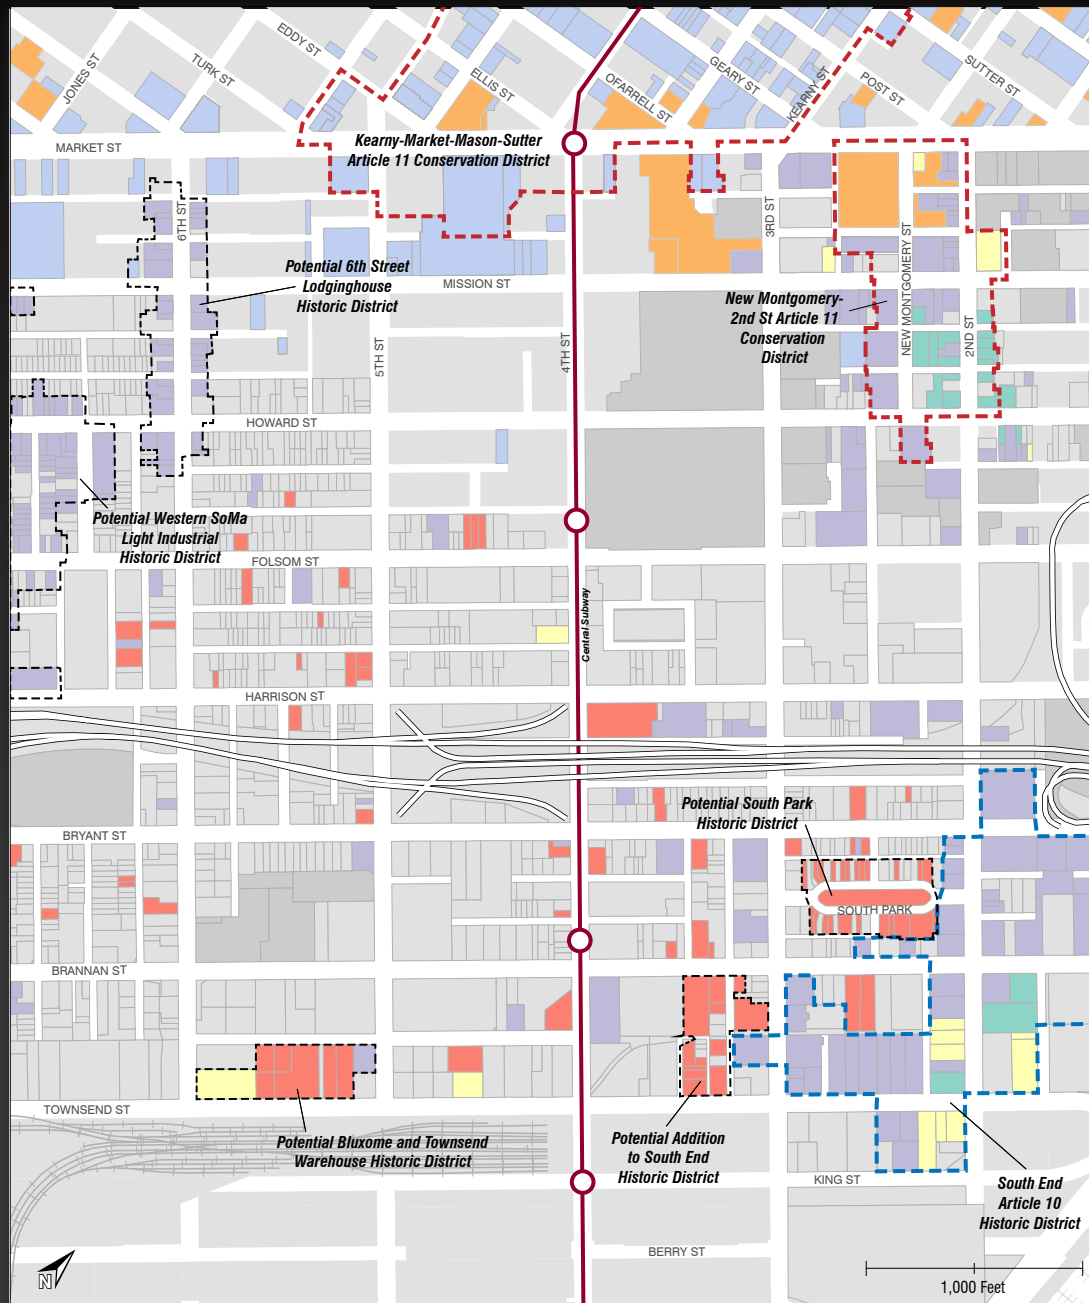 EDDY ST
JONES ST
TURK ST
ELLIS ST
OFARRELL ST
GEARY ST
KEARNY ST
POST ST
SUTTER ST
MARKET ST
Kearny-Market-Mason-Sutter
Article 11 Conservation District
6TH ST
3RD ST
NEW MONTGOMERY ST
Potential 6th Street
Lodginghouse
Historic District
MISSION ST
New Montgomery-
2nd St Article 11
Conservation
District
5TH ST
4TH ST
2ND ST
HOWARD ST
Potential Western SoMa
Light Industrial
Historic District
FOLSOM ST
Central Subway
HARRISON ST
Potential South Park
Historic District
BRYANT ST
SOUTH PARK
BRANNAN ST
TOWNSEND ST
Potential Bluxome and Townsend
Warehouse Historic District
Potential Addition
to South End
Historic District
KING ST
South End
Article 10
Historic District
BERRY ST
N
1,000 Feet